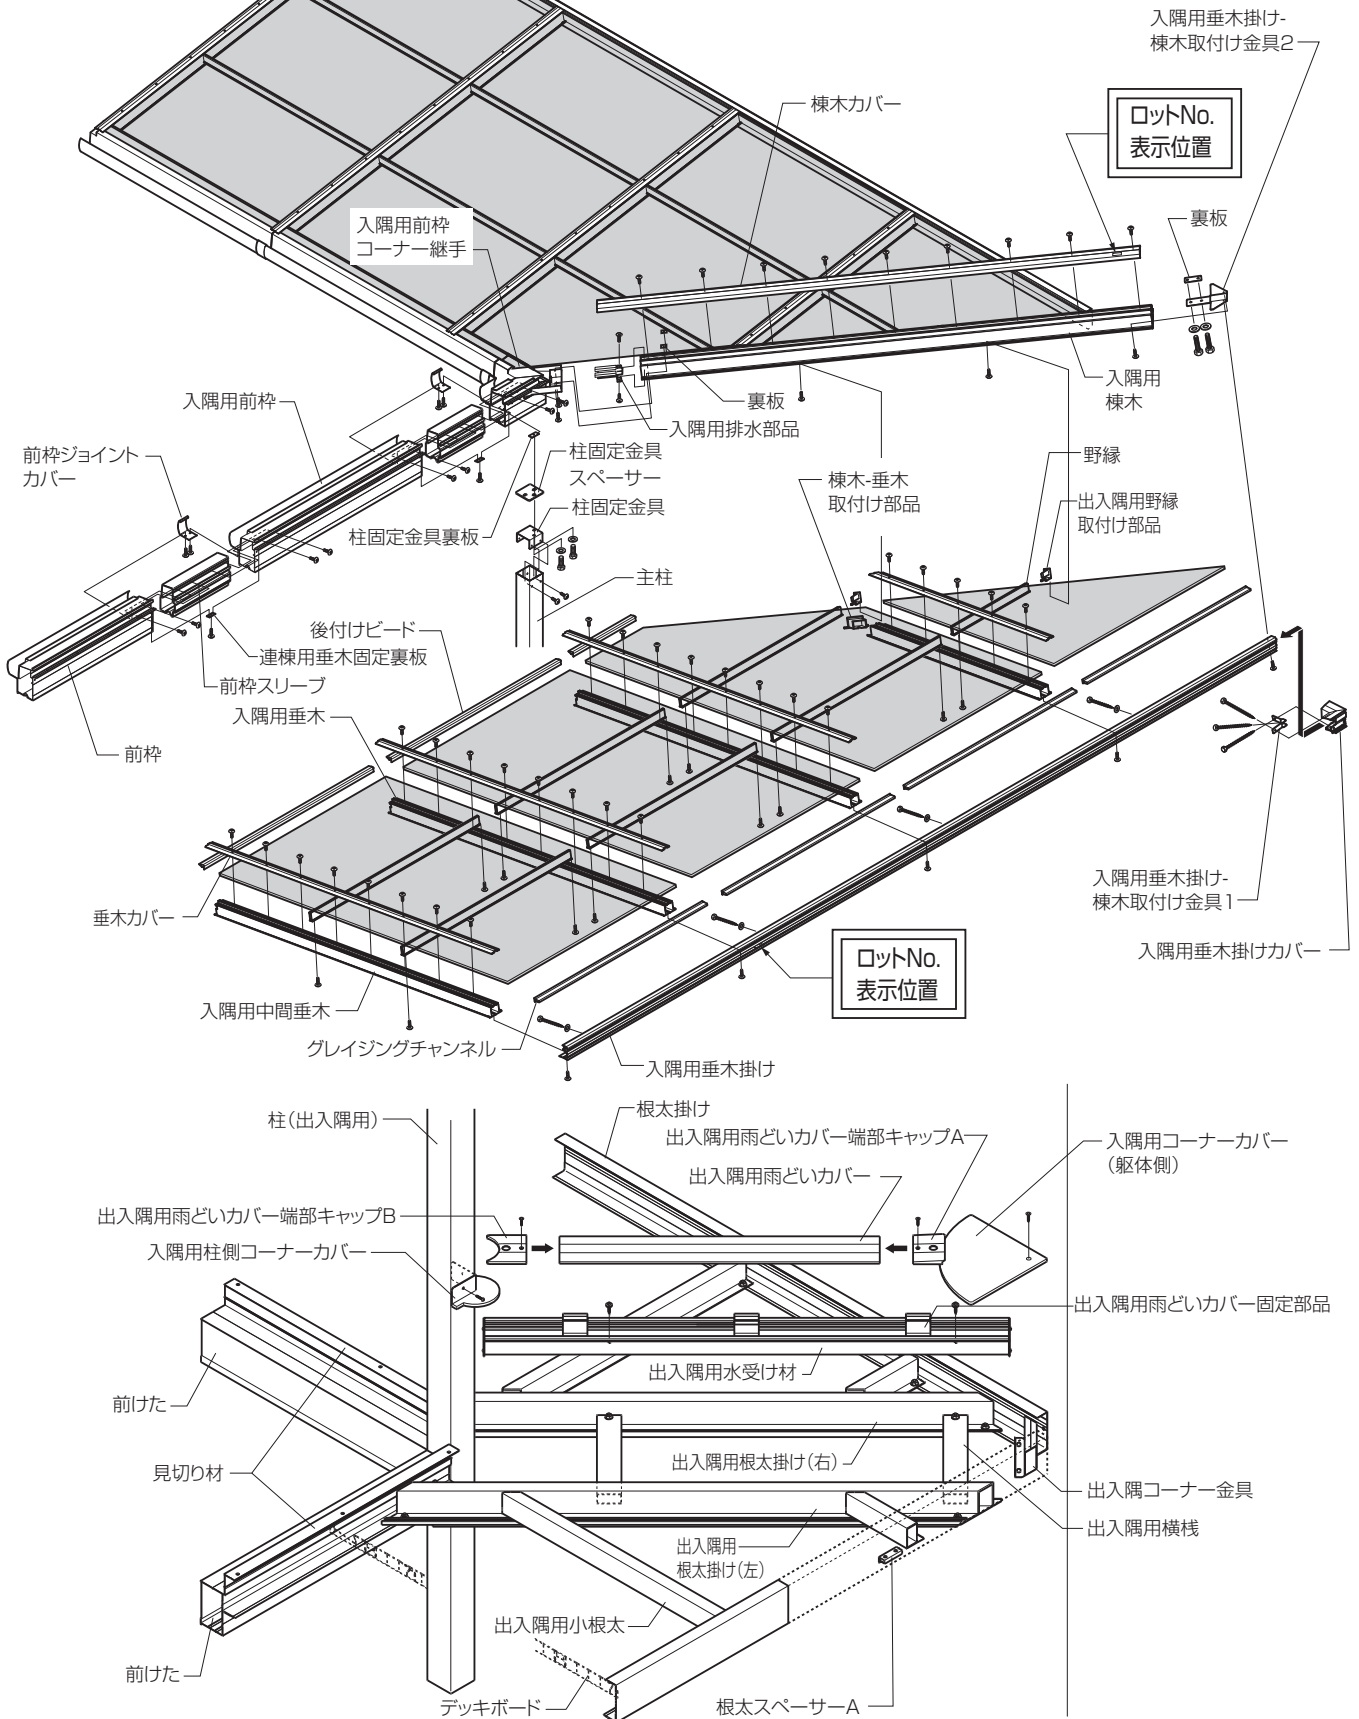 入隅用垂木掛け-
棟木取付け金具2
棟木カバー
ロットNo.
表示位置
裏板
入隅用前枠
コーナー継手
入隅用
棟木
裏板
入隅用排水部品
入隅用前枠
前枠ジョイント
カバー
柱固定金具
スペーサー
柱固定金具
柱固定金具裏板
棟木-垂木
取付け部品
野縁
出入隅用野縁
取付け部品
主柱
後付けビード
連棟用垂木固定裏板
前枠スリーブ
入隅用垂木
前枠
垂木カバー
入隅用垂木掛け-
棟木取付け金具1
入隅用垂木掛けカバー
ロットNo.
表示位置
入隅用中間垂木
グレイジングチャンネル
入隅用垂木掛け
柱(出入隅用)
根太掛け
出入隅用雨どいカバー端部キャップA
入隅用コーナーカバー
(躯体側)
出入隅用雨どいカバー
出入隅用雨どいカバー端部キャップB
入隅用柱側コーナーカバー
出入隅用雨どいカバー固定部品
出入隅用水受け材
前けた
見切り材
出入隅用根太掛け(右)
出入隅コーナー金具
出入隅用横桟
出入隅用
根太掛け(左)
出入隅用小根太
前けた
デッキボード
根太スペーサーA